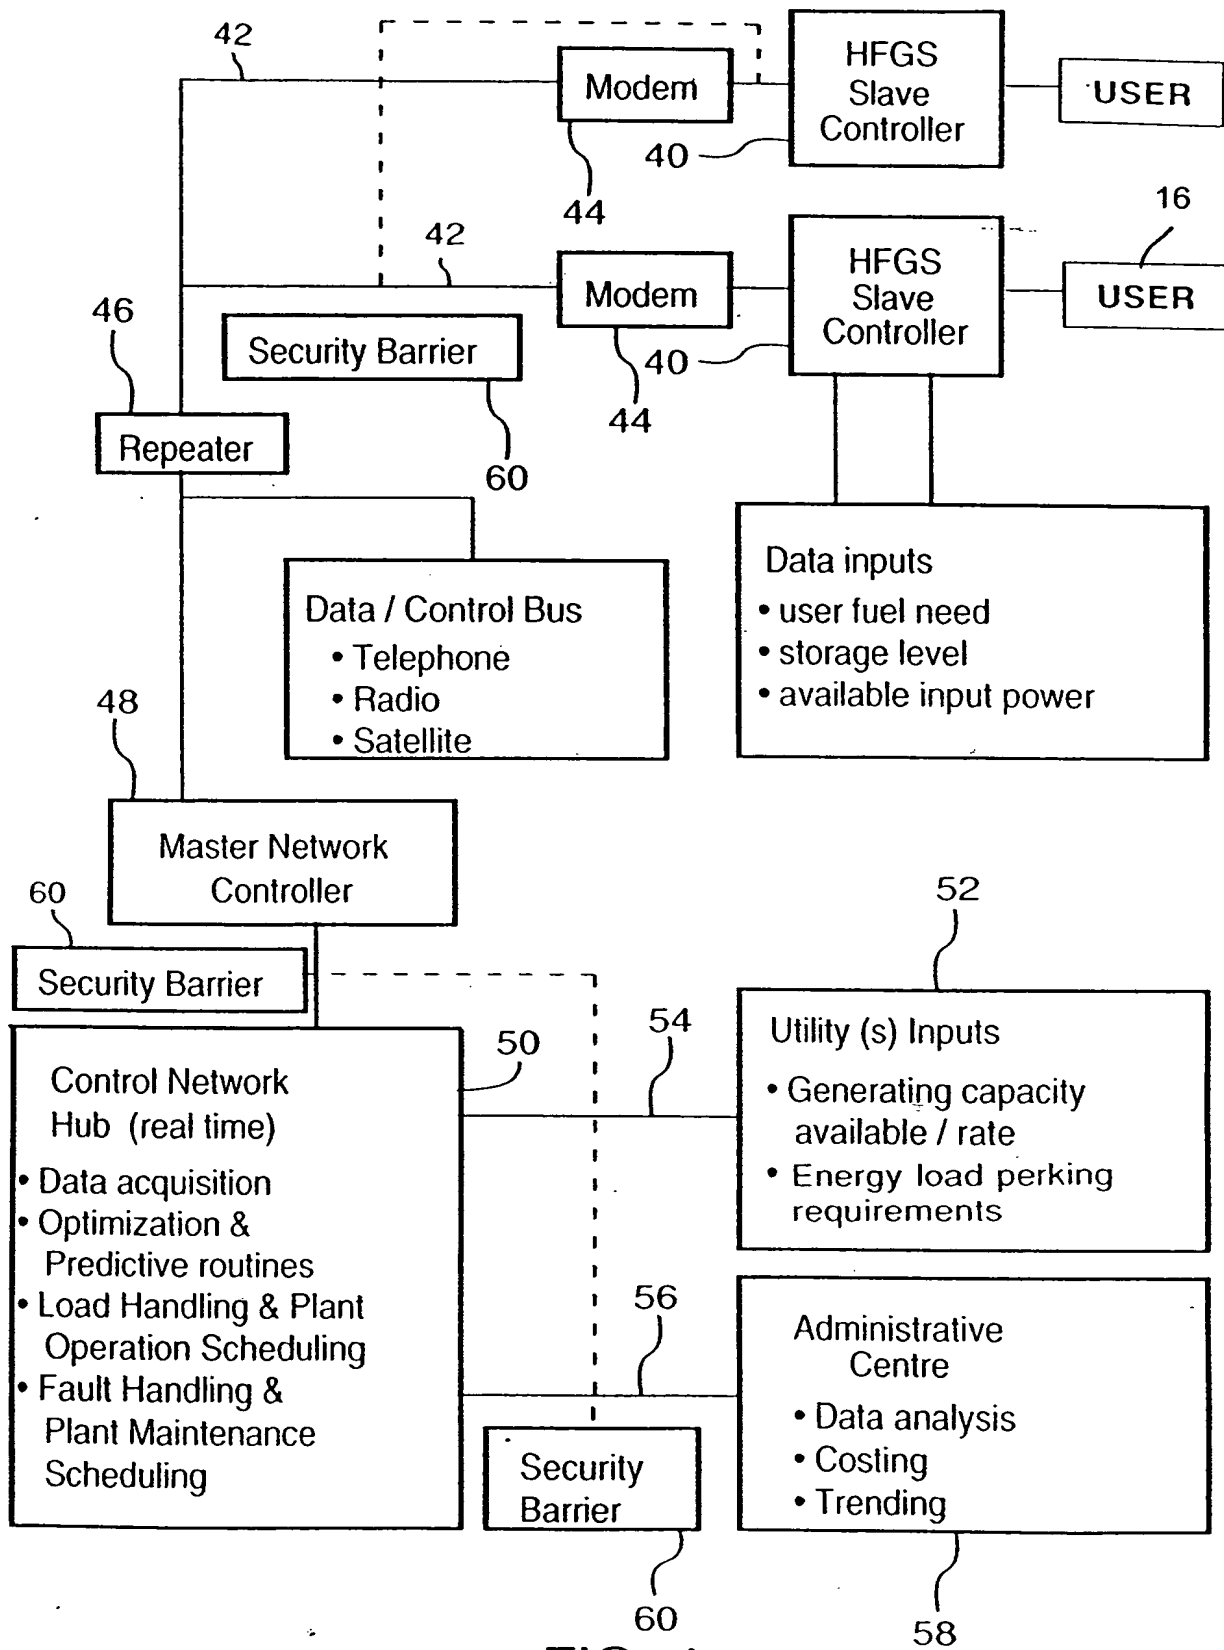 42
Modem
HFGS
Slave
Controller
USER
40
44
16
42
Modem
HFGS
Slave
Controller
USER
46
Security Barrier
40
44
Repeater
60
Data / Control Bus
• Telephone
• Radio
• Satellite
Data inputs
• user fuel need
• storage level
• available input power
48
Master Network
Controller
60
Security Barrier
52
50
54
Control Network
Hub (real time)
• Data acquisition
• Optimization &
Predictive routines
• Load Handling & Plant
Operation Scheduling
• Fault Handling &
Plant Maintenance
Scheduling
Utility (s) Inputs
• Generating capacity
available / rate
• Energy load perking
requirements
56
Administrative
Centre
• Data analysis
• Costing
• Trending
Security
Barrier
60
58